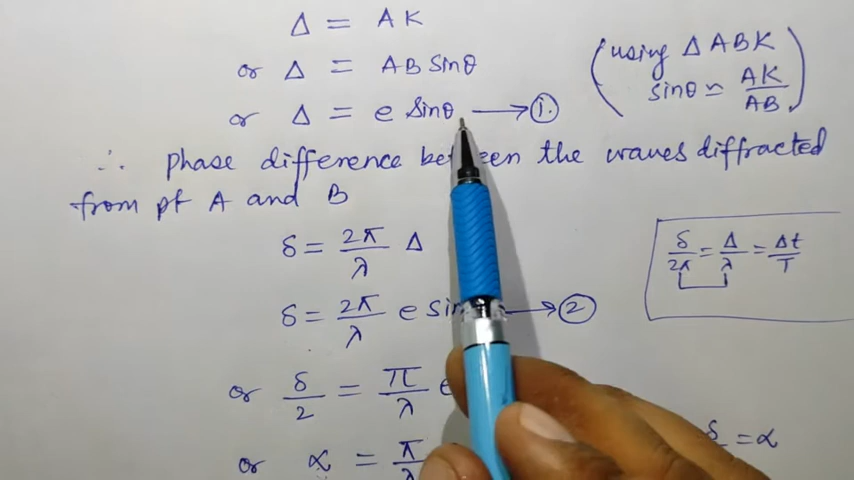 Δ = AK
or Δ = AB Sinθ
or Δ = e Sinθ → ①.
(using Δ ABK
sinθ = AK/AB.)
∴ phase difference between the waves diffracted
from pt A and B
δ = 2π/λ Δ
δ/2π = Δ/λ = Δt/T
δ = 2π/λ e Sin → ②
or δ/2 = π/λ e
or α = π/λ
δ = α